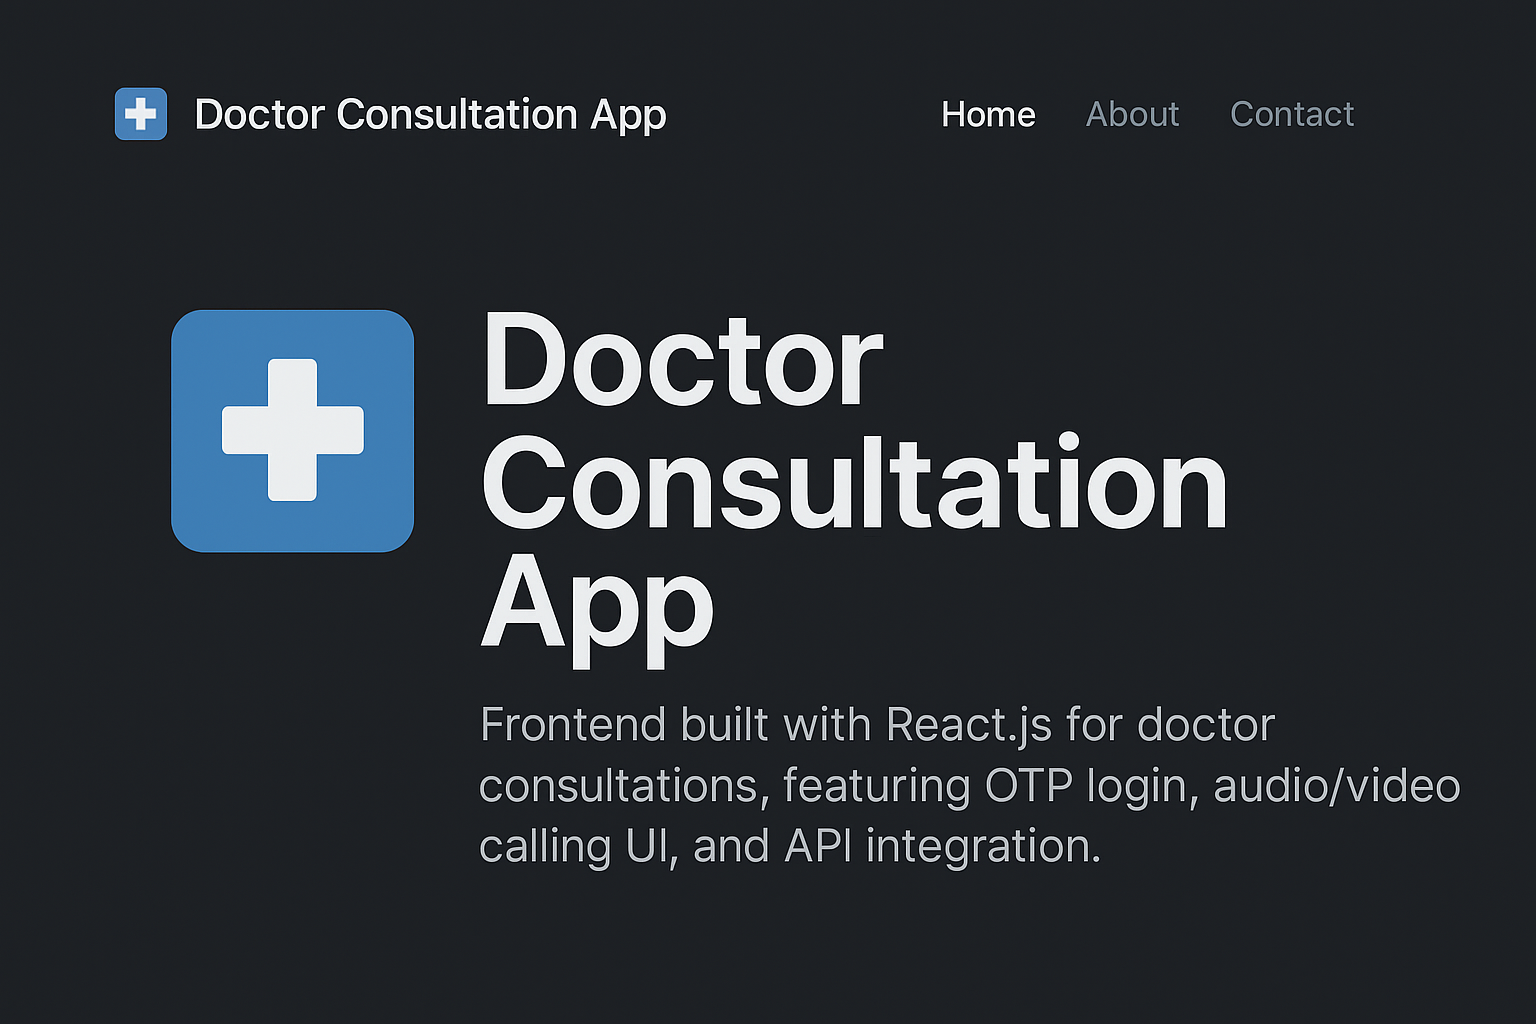 Doctor Consultation App
Home About Contact
Doctor
Consultation
App
Frontend built with React.js for doctor
consultations, featuring OTP login, audio/video
calling UI, and API integration.